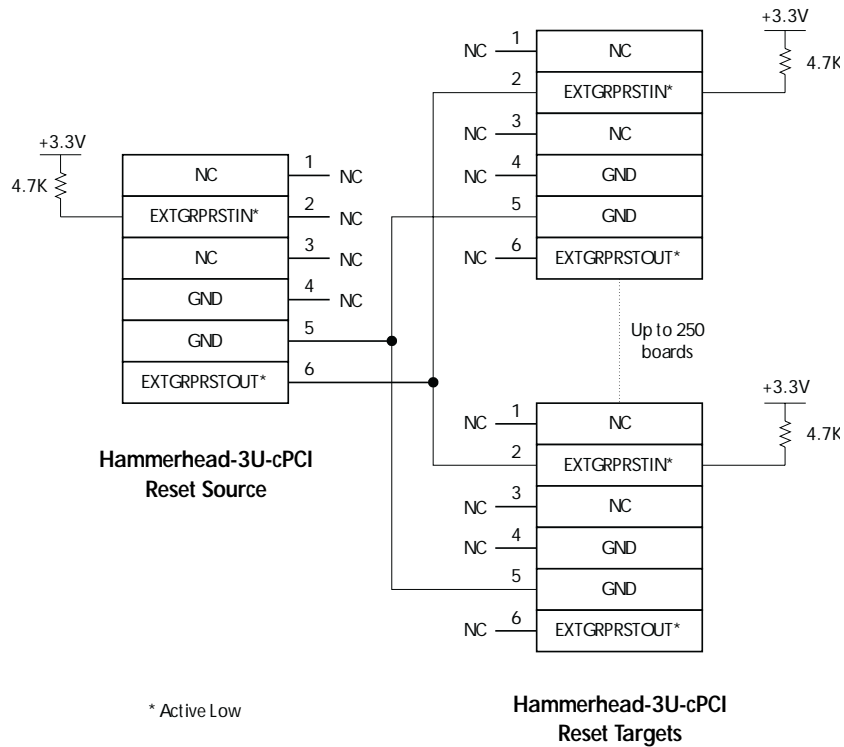 +3.3V
4.7K
NC
EXTGRPRSTIN*
NC
GND
GND
EXTGRPRSTOUT*
1 NC
2 NC
3 NC
4 NC
5
6
Hammerhead-3U-cPCI
Reset Source
+3.3V
4.7K
NC 1 NC
2 EXTGRPRSTIN*
NC 3 NC
NC 4 GND
5 GND
NC 6 EXTGRPRSTOUT*
Up to 250
boards
+3.3V
4.7K
NC 1 NC
2 EXTGRPRSTIN*
NC 3 NC
NC 4 GND
5 GND
NC 6 EXTGRPRSTOUT*
Hammerhead-3U-cPCI
Reset Targets
* Active Low